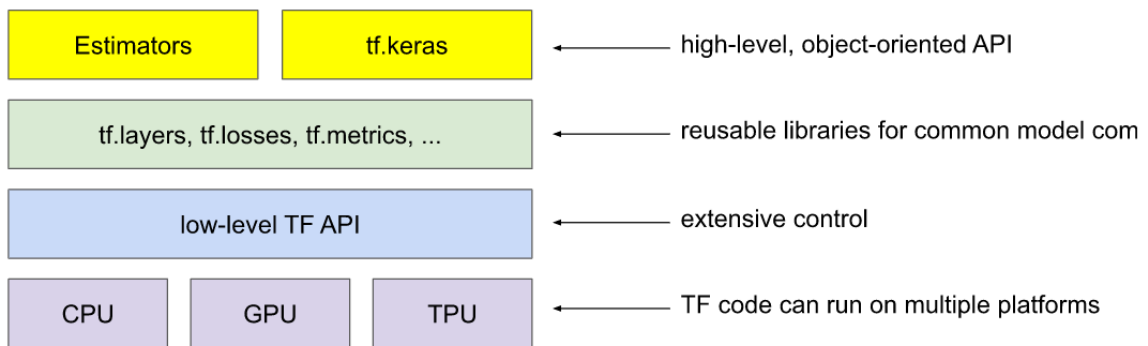 Estimators
tf.keras
high-level, object-oriented API
tf.layers, tf.losses, tf.metrics, ...
reusable libraries for common model com
low-level TF API
extensive control
CPU
GPU
TPU
TF code can run on multiple platforms